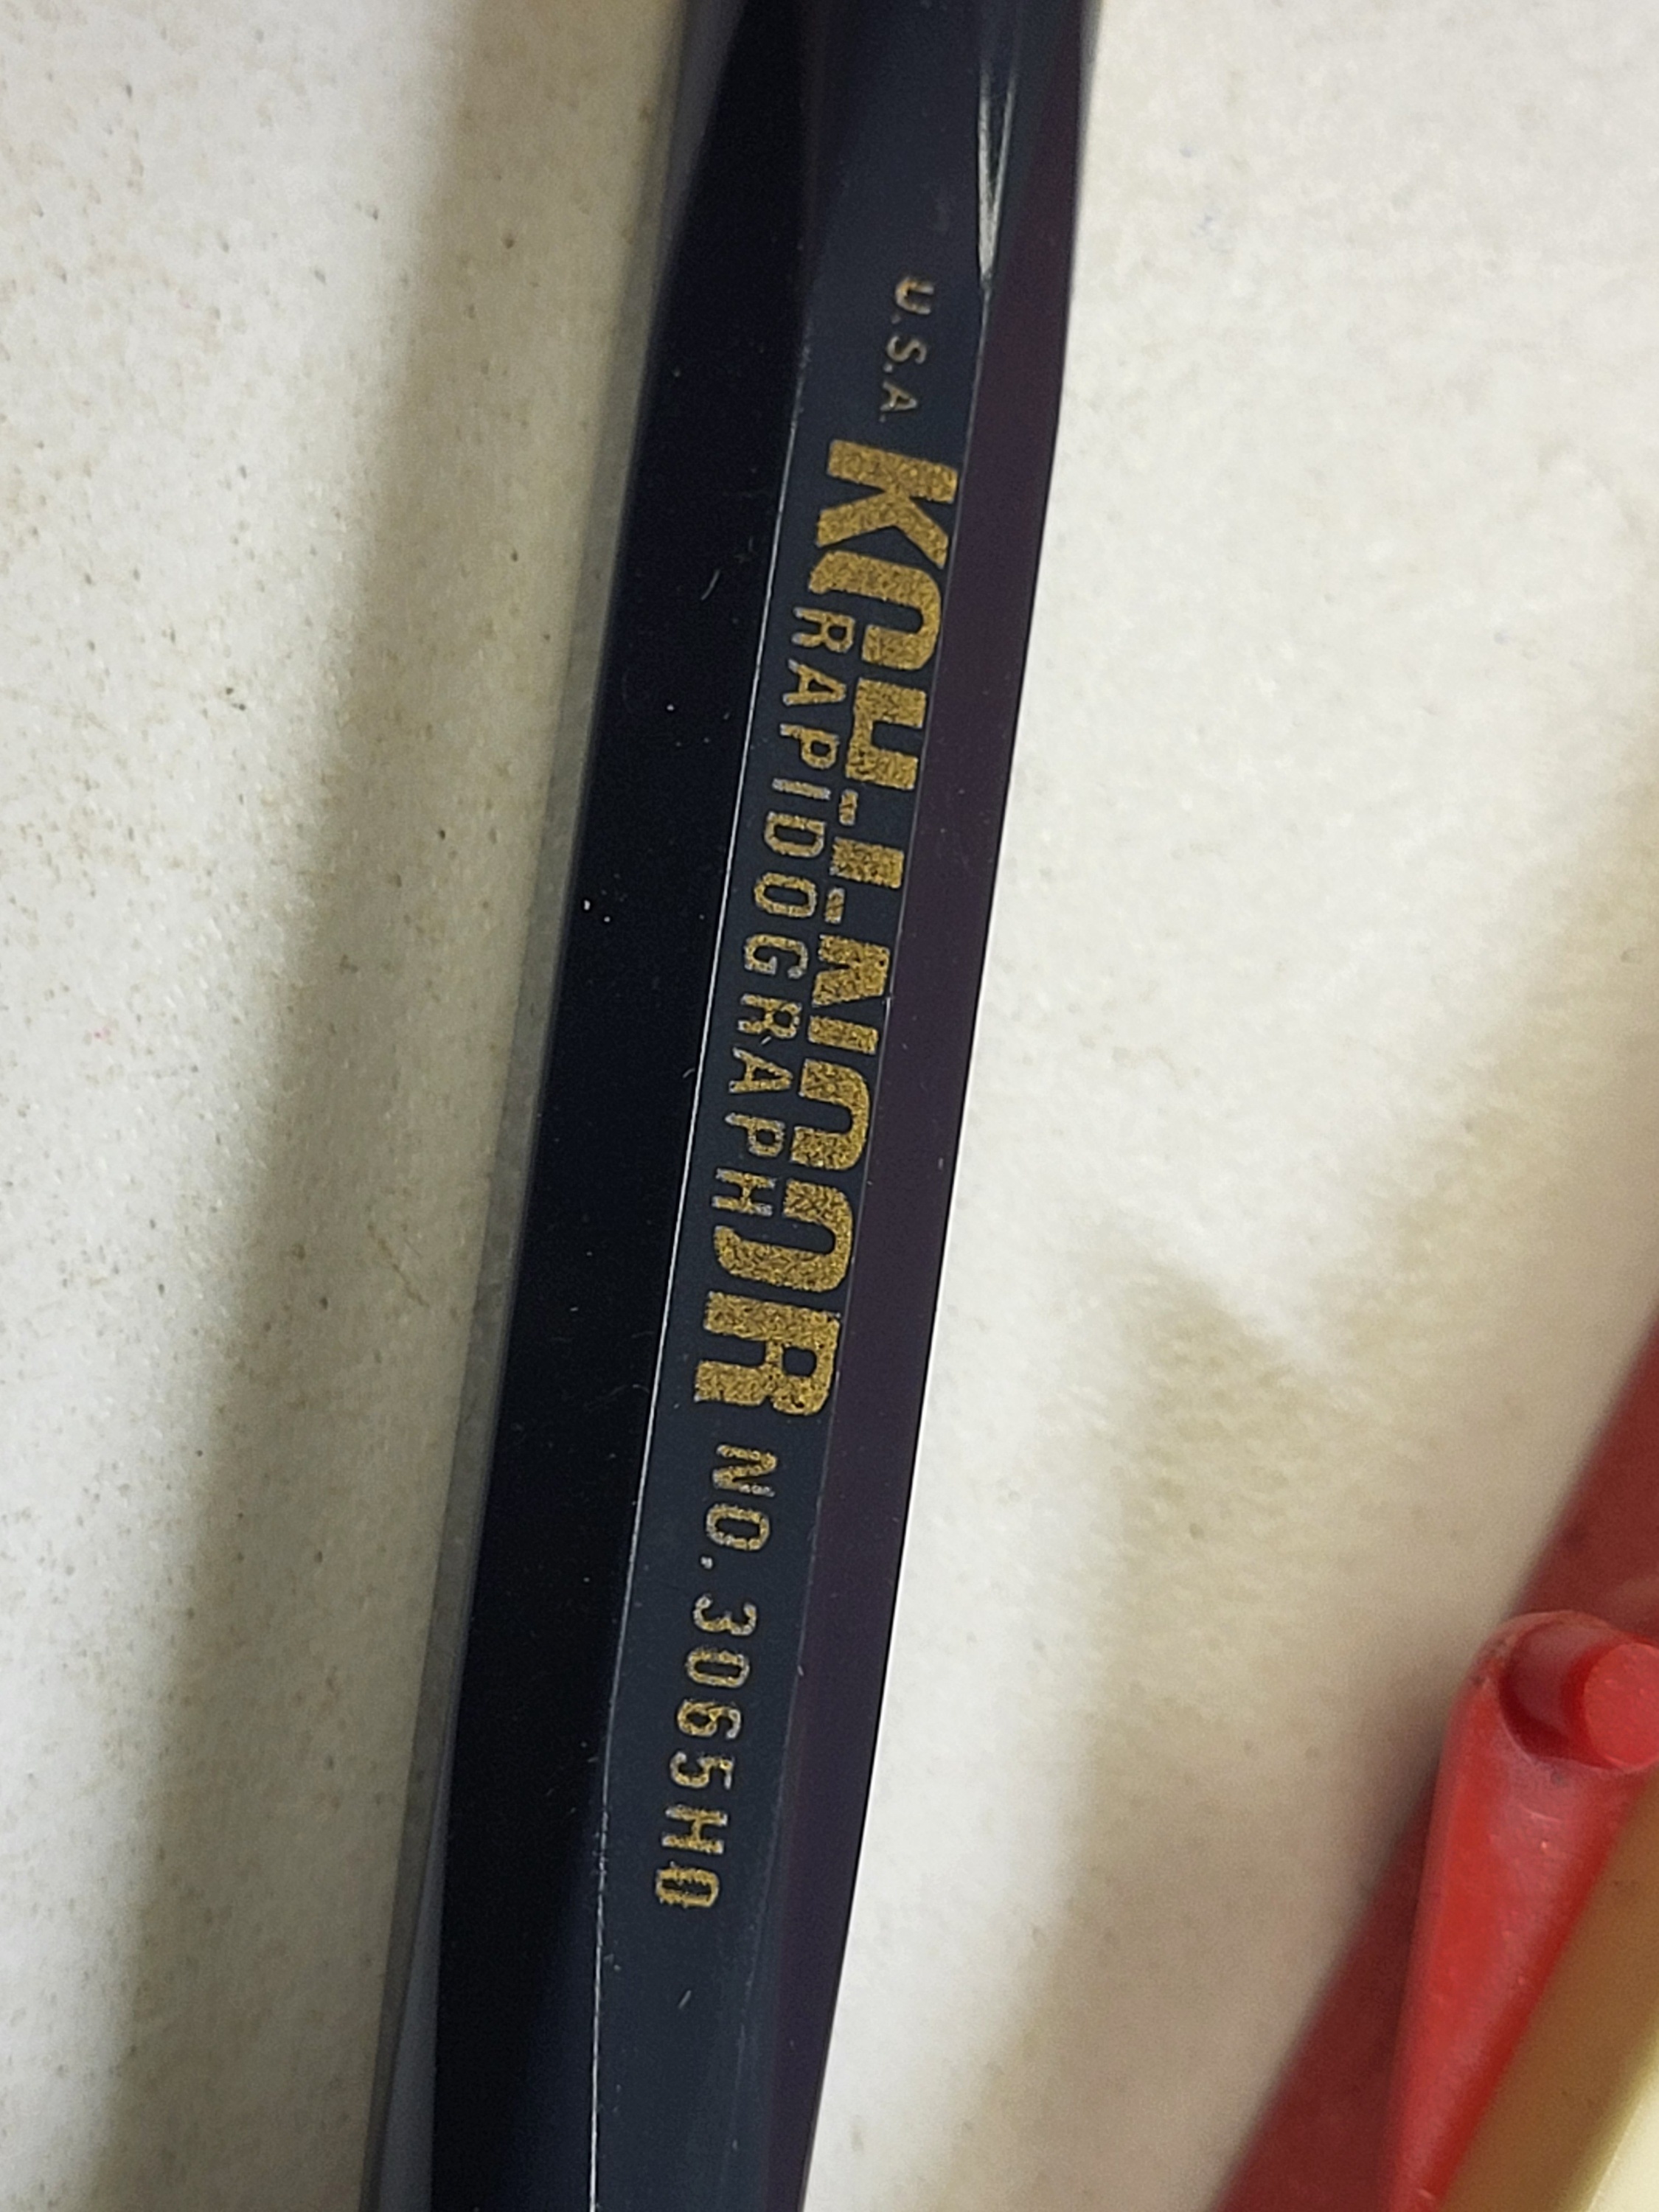 U.S.A. KOH-I-NOOR NO. 3065H0
RAPIDOGRAPH